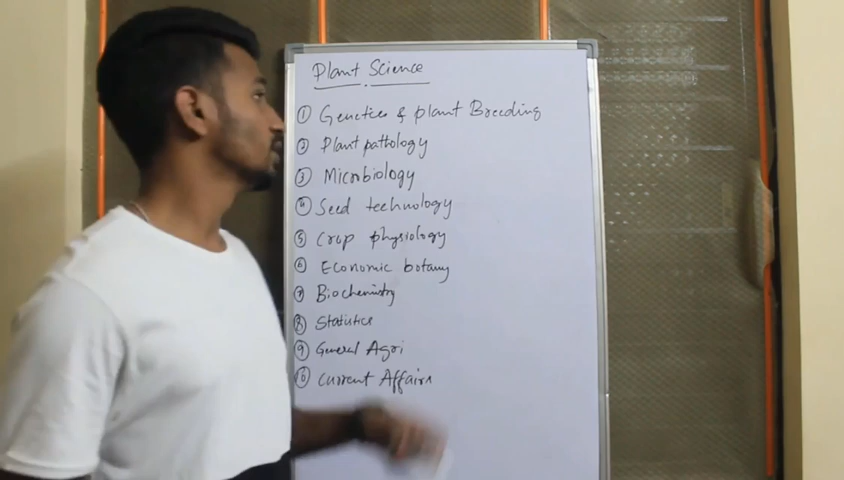 Plant Science
① Genetics & plant Breeding
② Plant pathology
③ Microbiology
④ Seed technology
⑤ Crop physiology
⑥ Economic botany
⑦ Biochemistry
⑧ Statistics
⑨ General Agri
⑩ Current Affairs